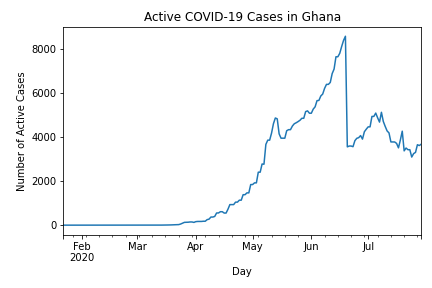 Active COVID-19 Cases in Ghana
Number of Active Cases
8000
6000
4000
2000
0
Feb Mar Apr May Jun Jul
2020
Day